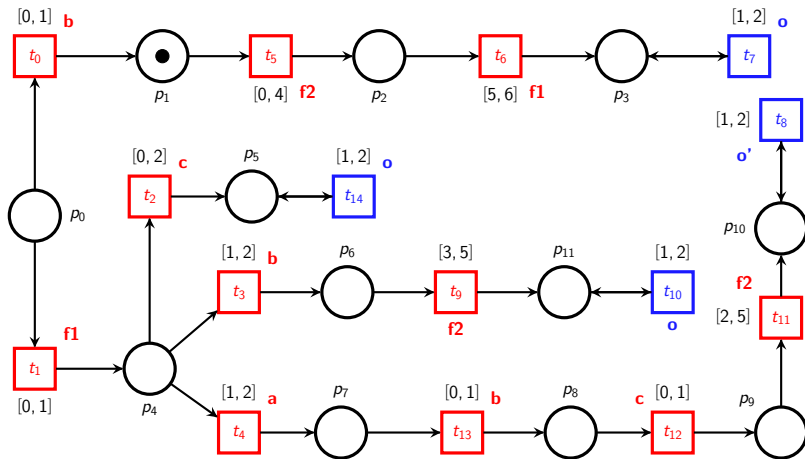 [0, 1] b
t0
p1
t5
[0, 4] f2
p2
t6
[5, 6] f1
p3
[1, 2] o
t7
[1, 2]
t8
o'
[0, 2] c
t2
p5
[1, 2] o
t14
p0
p10
[1, 2] b
t3
p6
[3, 5]
t9
f2
p11
[1, 2]
t10
o
f2
[2, 5]
t11
f1
t1
[0, 1]
p4
[1, 2] a
t4
p7
[0, 1] b
t13
p8
c [0, 1]
t12
p9